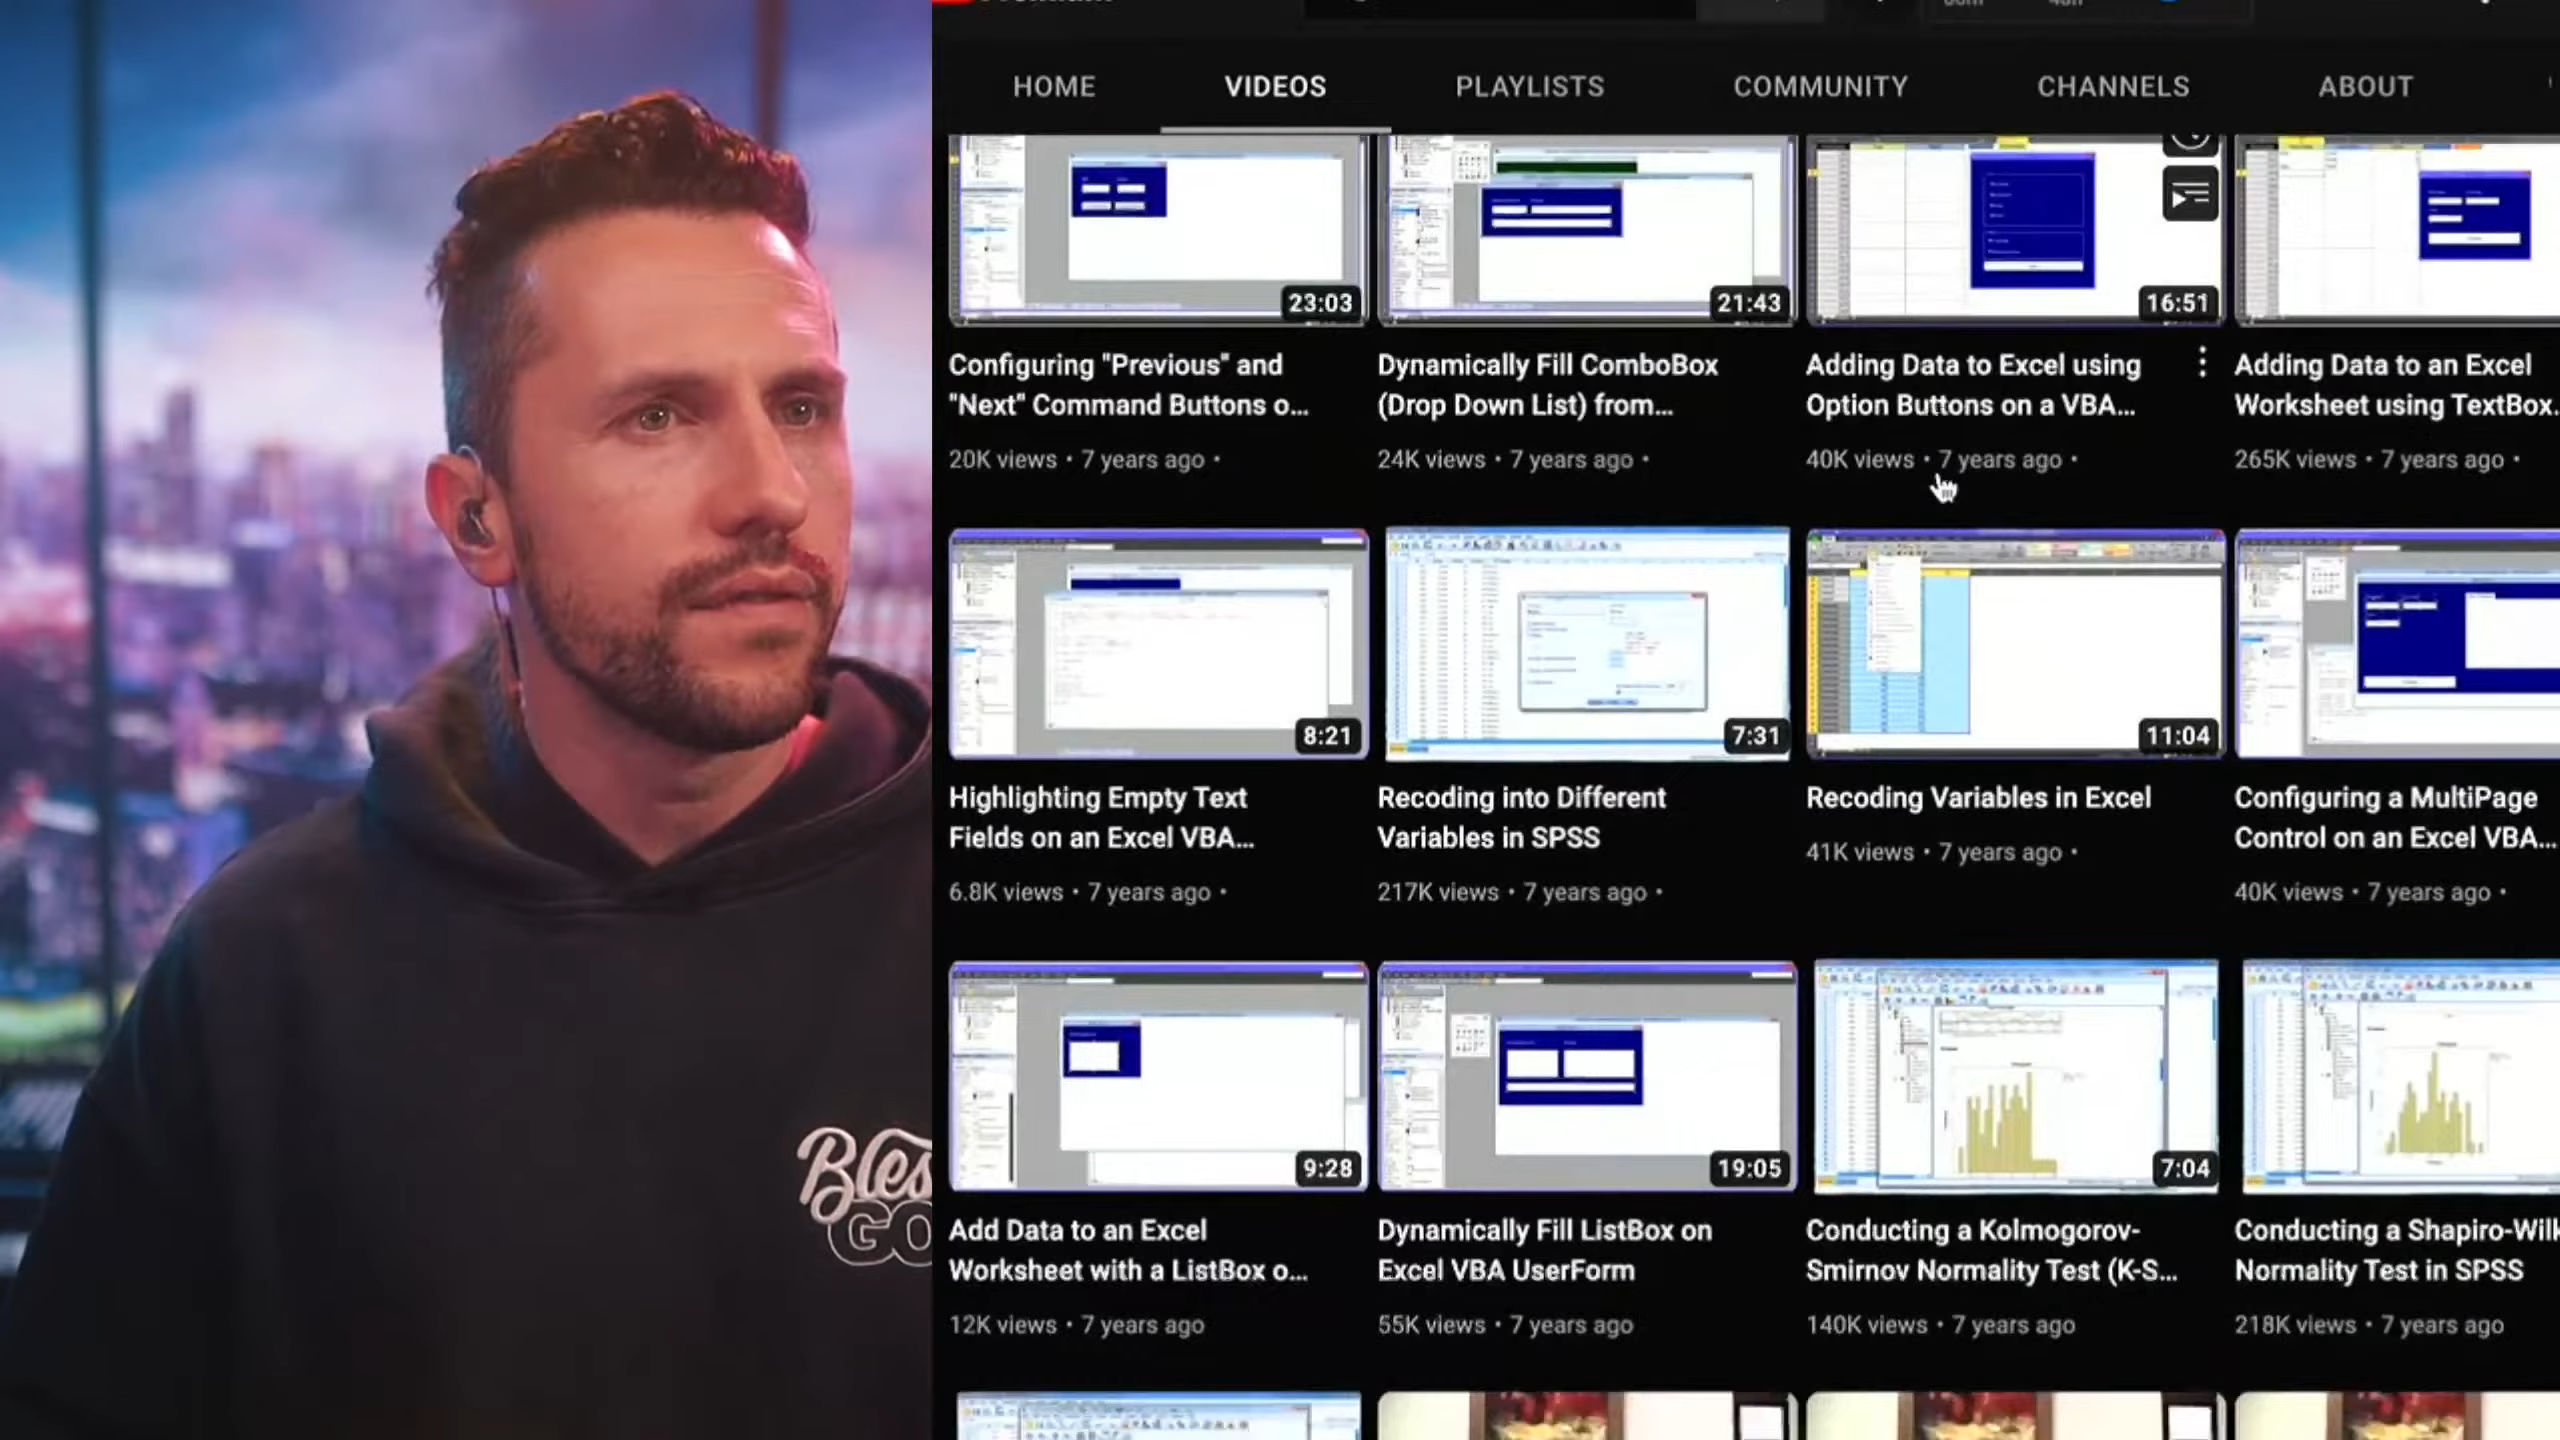 HOME VIDEOS PLAYLISTS COMMUNITY CHANNELS ABOUT
23:03
21:43
16:51
Configuring "Previous" and
"Next" Command Buttons o...
20K views • 7 years ago •
Dynamically Fill ComboBox
(Drop Down List) from...
24K views • 7 years ago •
Adding Data to Excel using
Option Buttons on a VBA...
40K views • 7 years ago •
Adding Data to an Excel
Worksheet using TextBox.
265K views • 7 years ago •
8:21
7:31
11:04
Highlighting Empty Text
Fields on an Excel VBA...
6.8K views • 7 years ago •
Recoding into Different
Variables in SPSS
217K views • 7 years ago •
Recoding Variables in Excel
41K views • 7 years ago •
Configuring a MultiPage
Control on an Excel VBA...
40K views • 7 years ago •
9:28
19:05
7:04
Add Data to an Excel
Worksheet with a ListBox o...
12K views • 7 years ago
Dynamically Fill ListBox on
Excel VBA UserForm
55K views • 7 years ago
Conducting a Kolmogorov-
Smirnov Normality Test (K-S...
140K views • 7 years ago
Conducting a Shapiro-Wilk
Normality Test in SPSS
218K views • 7 years ago
Bles
GO